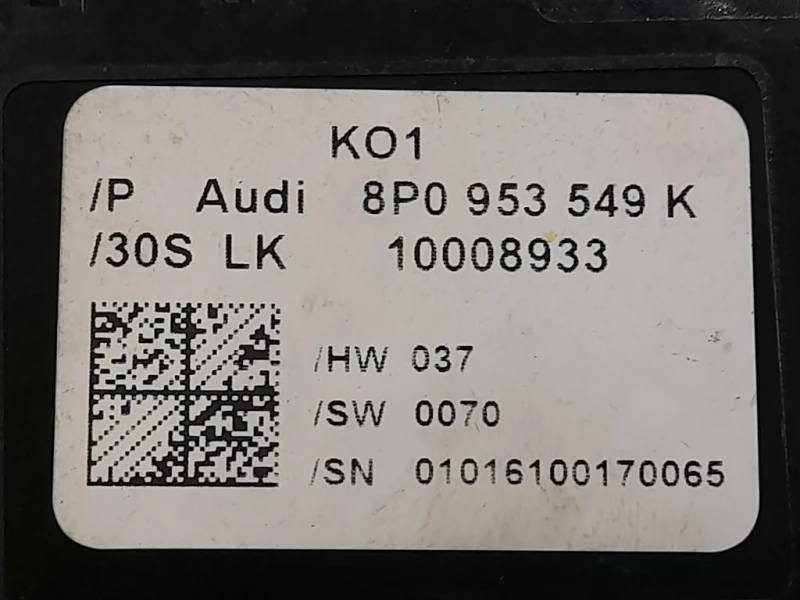 KO1
/P Audi 8P0 953 549 K
/30S LK 10008933
/HW 037
/SW 0070
/SN 01016100170065